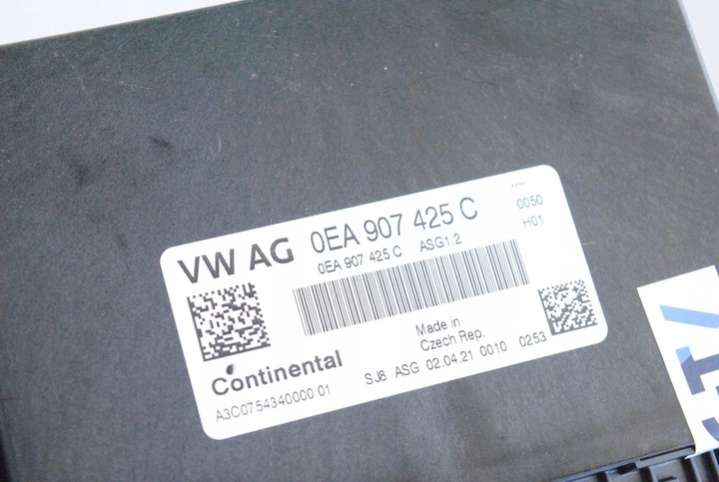 VW AG 0EA 907 425 C
0EA 907 425 C ASG1.2
0050
H01
Made in
Czech Rep.
Continental
A3C0754340000 01
SJ8 ASG 02.04.21 0010 0253